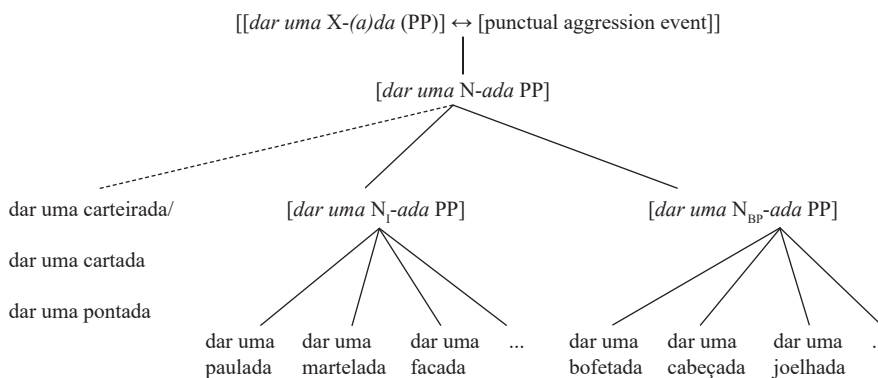 [[dar uma X-(a)da (PP)] ↔ [punctual aggression event]]
[dar uma N-ada PP]
dar uma carteirada/
dar uma cartada
dar uma pontada
[dar uma N_I-ada PP]
[dar uma N_BP-ada PP]
dar uma
paulada
dar uma
martelada
dar uma
facada
...
dar uma
bofetada
dar uma
cabeçada
dar uma
joelhada
.